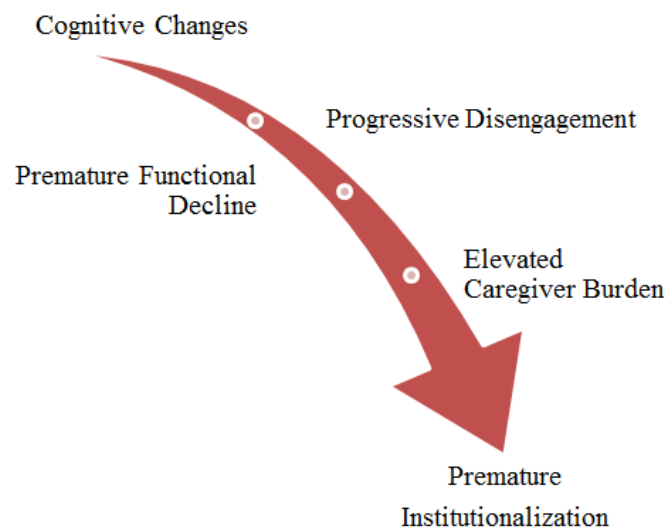 Cognitive Changes
Progressive Disengagement
Premature Functional
Decline
Elevated
Caregiver Burden
Premature
Institutionalization